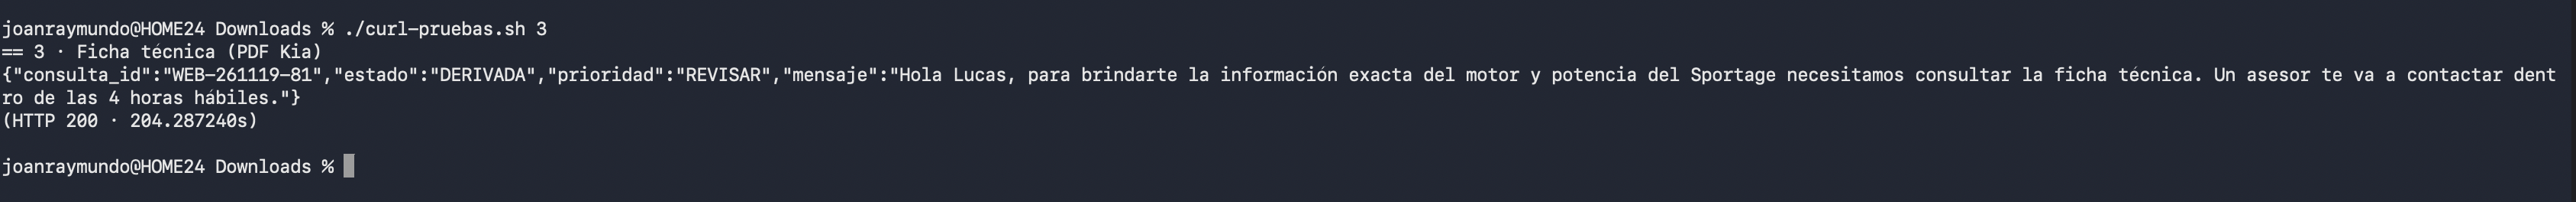 joanraymundo@HOME24 Downloads % ./curl-pruebas.sh 3
== 3 · Ficha técnica (PDF Kia)
{"consulta_id":"WEB-261119-81","estado":"DERIVADA","prioridad":"REVISAR","mensaje":"Hola Lucas, para brindarte la información exacta del motor y potencia del Sportage necesitamos consultar la ficha técnica. Un asesor te va a contactar dent
ro de las 4 horas hábiles."}
(HTTP 200 · 204.287240s)
joanraymundo@HOME24 Downloads %